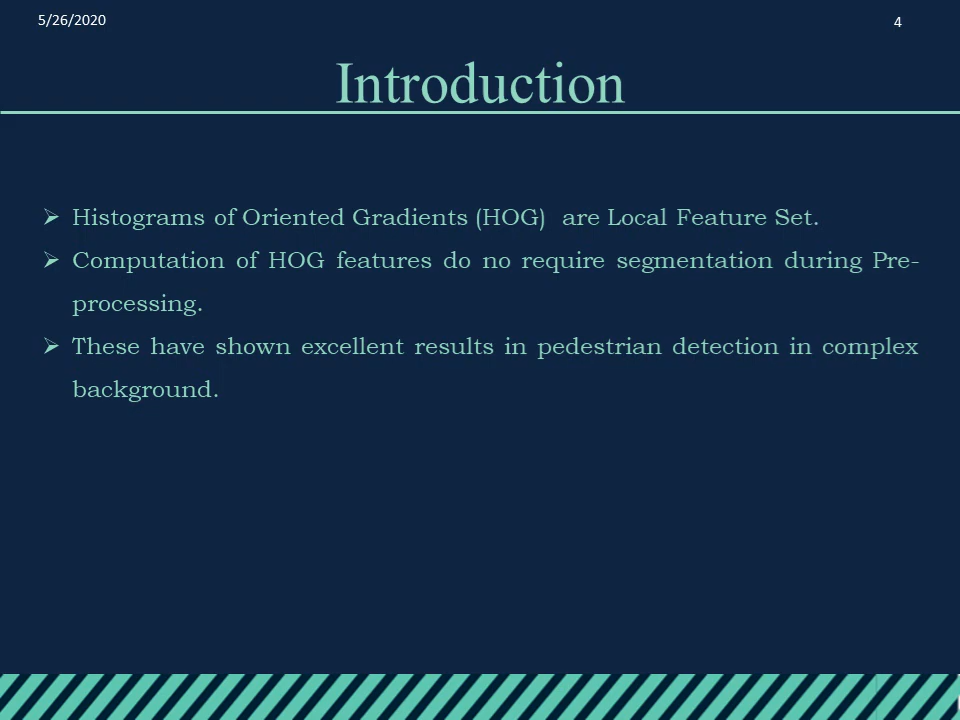 5/26/2020
4
Introduction
➢ Histograms of Oriented Gradients (HOG)  are Local Feature Set.
➢ Computation of HOG features do no require segmentation during Pre-
processing.
➢ These have shown excellent results in pedestrian detection in complex
background.